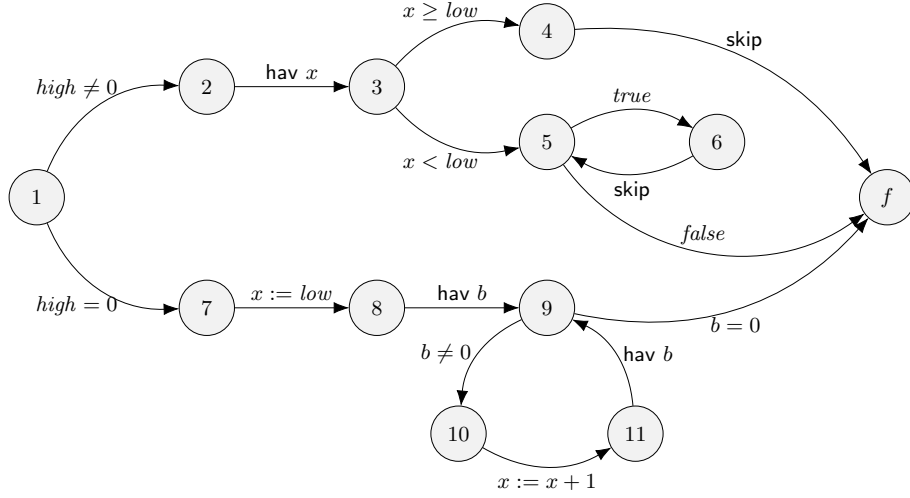 x ≥ low
4
skip
high ≠ 0
2
hav x
3
true
x < low
5
6
skip
1
f
false
high = 0
7
x := low
8
hav b
9
b = 0
b ≠ 0
hav b
10
11
x := x + 1